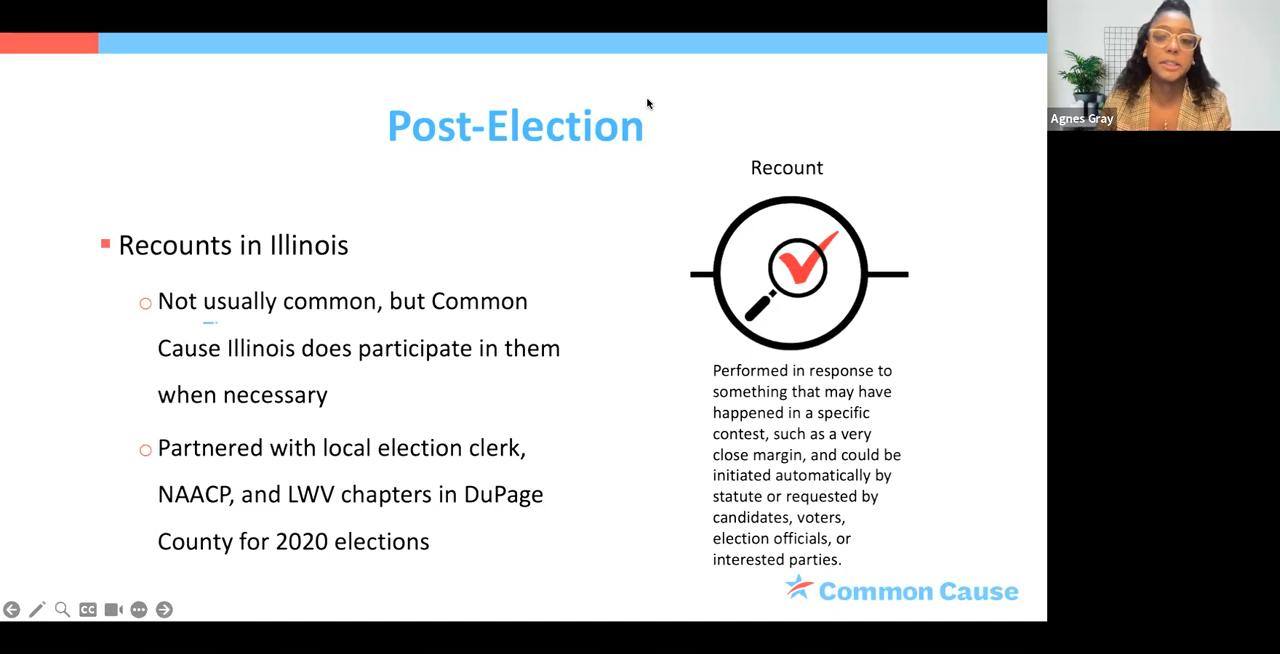 Post-Election
Recounts in Illinois
Not usually common, but Common
Cause Illinois does participate in them
when necessary
Partnered with local election clerk,
NAACP, and LWV chapters in DuPage
County for 2020 elections
Recount
Performed in response to
something that may have
happened in a specific
contest, such as a very
close margin, and could be
initiated automatically by
statute or requested by
candidates, voters,
election officials, or
interested parties.
Common Cause
CC
Agnes Gray